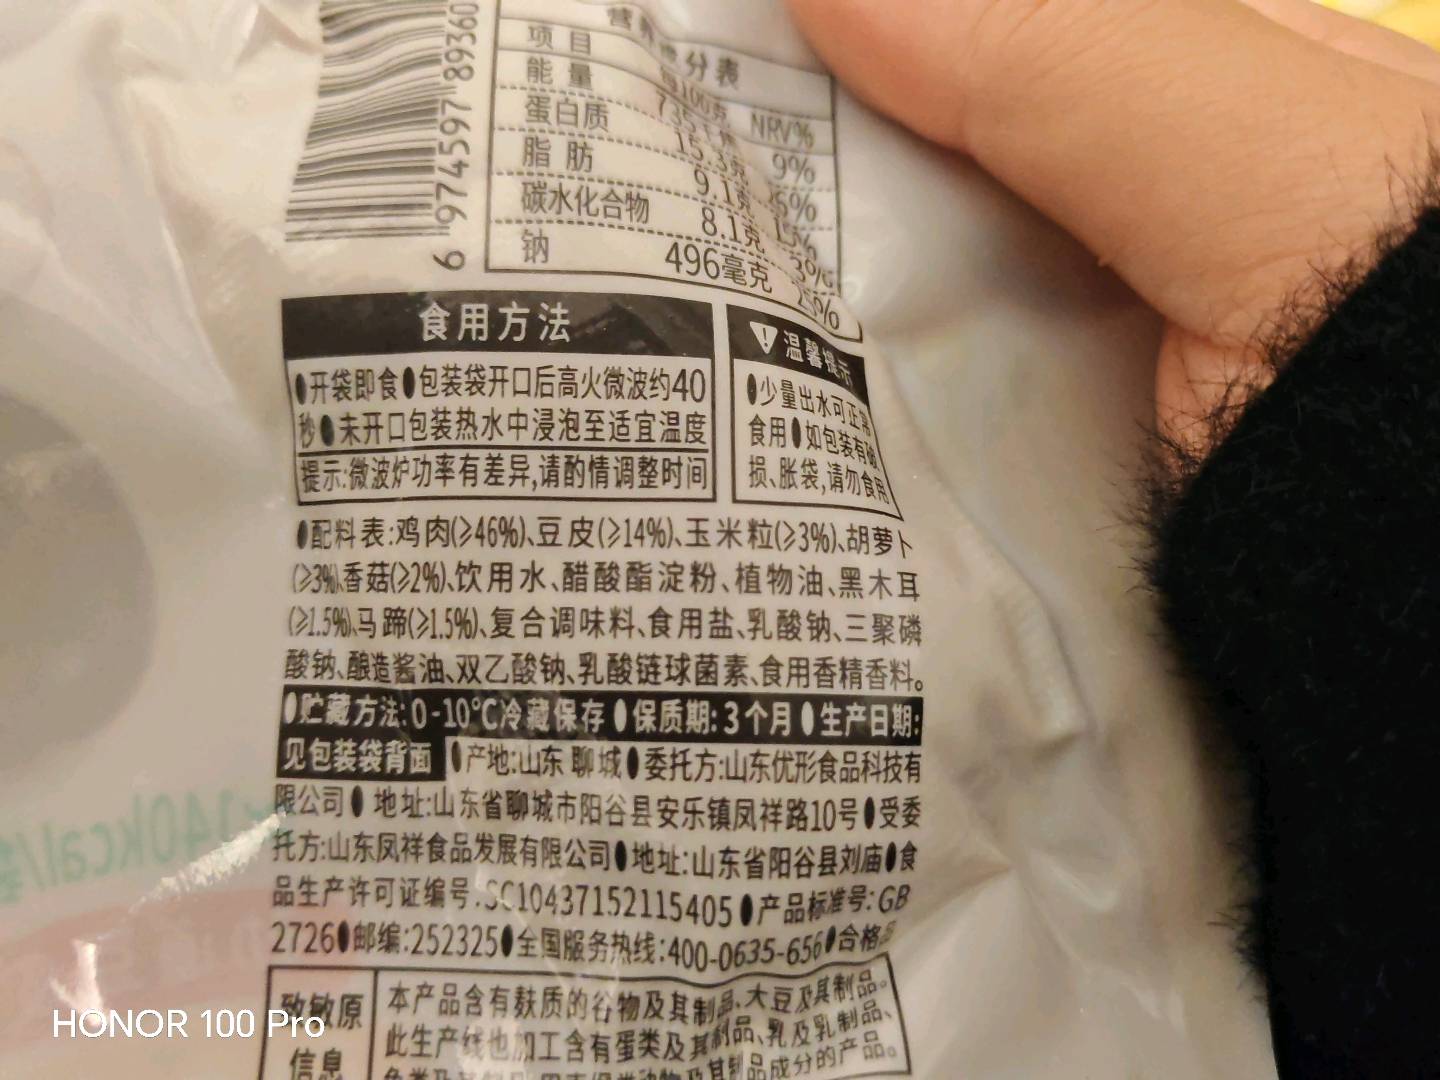 6 974597 89360
营养成分表
项目 每100克 NRV%
能量 9%
蛋白质 15.3克
脂肪 9.1克 15%
碳水化合物 8.1克 3%
钠 496毫克
食用方法
开袋即食 包装袋开口后高火微波约40
秒 未开口包装热水中浸泡至适宜温度
提示:微波炉功率有差异,请酌情调整时间
温馨提示
少量出水可正常
食用 如包装有破
损、胀袋,请勿食用
配料表:鸡肉(≥46%)、豆皮(≥14%)、玉米粒(≥3%)、胡萝卜
(≥3%)、香菇(≥2%)、饮用水、醋酸酯淀粉、植物油、黑木耳
(≥1.5%)、马蹄(≥1.5%)、复合调味料、食用盐、乳酸钠、三聚磷
酸钠、酿造酱油、双乙酸钠、乳酸链球菌素、食用香精香料。
贮藏方法:0-10℃冷藏保存 保质期:3个月 生产日期:
见包装袋背面 产地:山东 聊城 委托方:山东优形食品科技有
限公司 地址:山东省聊城市阳谷县安乐镇凤祥路10号 受委
托方:山东凤祥食品发展有限公司 地址:山东省阳谷县刘庙 食
品生产许可证编号:SC10437152115405 产品标准号:GB
2726 邮编:252325 全国服务热线:400-0635-656 合格品
致敏原
信息
本产品含有麸质的谷物及其制品、大豆及其制品。
此生产线也加工含有蛋类及其制品、乳及乳制品、
140kcal/
HONOR 100 Pro